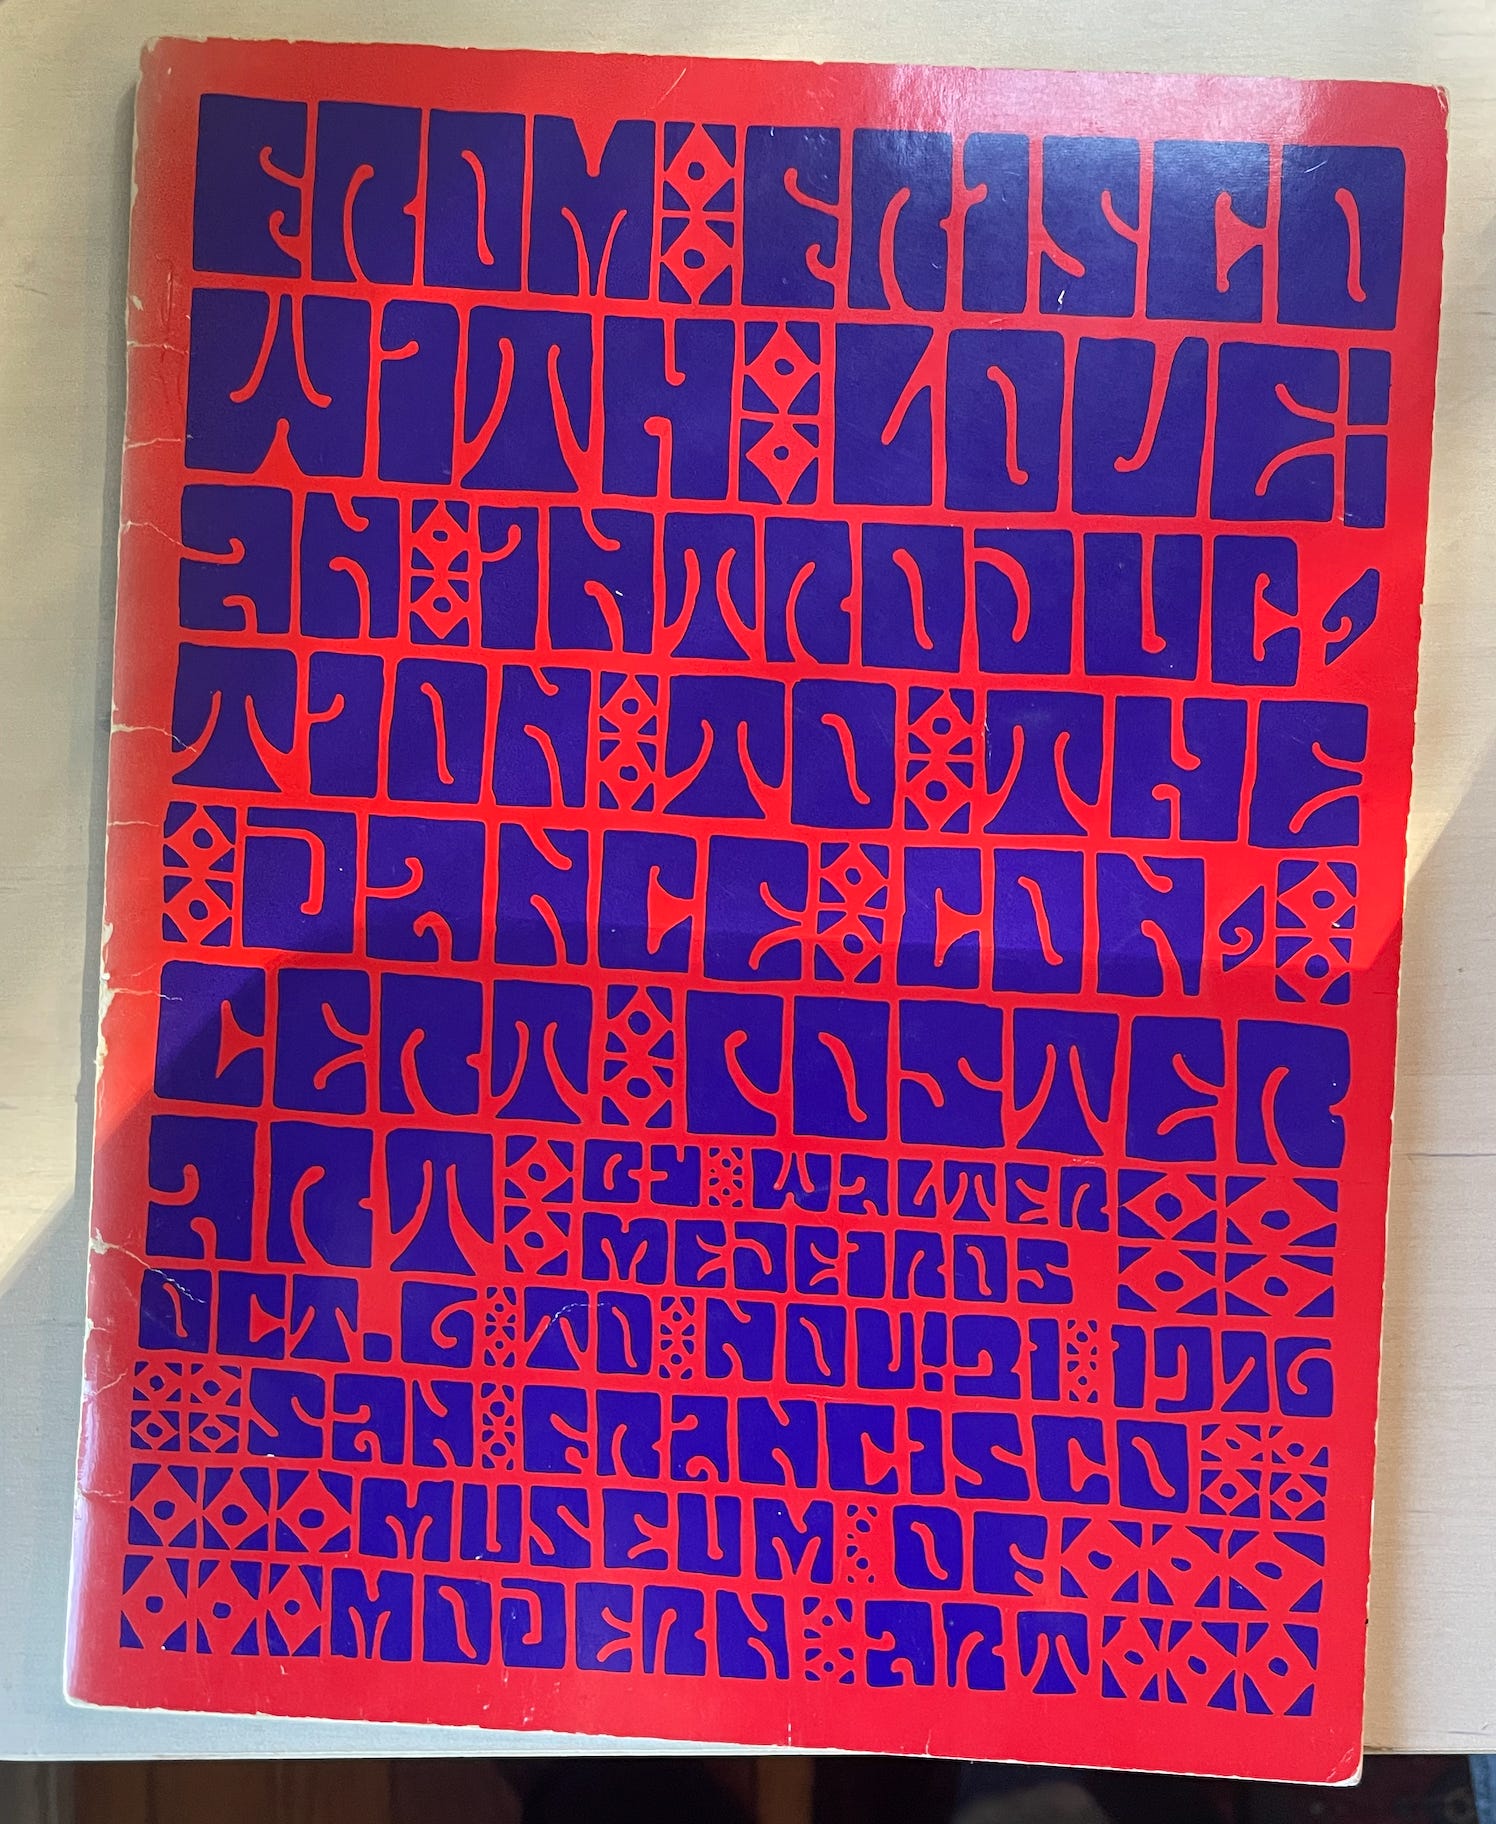 FROM FRISCO
WITH LOVE:
AN INTRODUC-
TION TO THE
DANCE CON-
CERT POSTER
ART BY WALTER
MEDEIROS
OCT. 6 TO NOV! 21 1976
SAN FRANCISCO
MUSEUM OF
MODERN ART